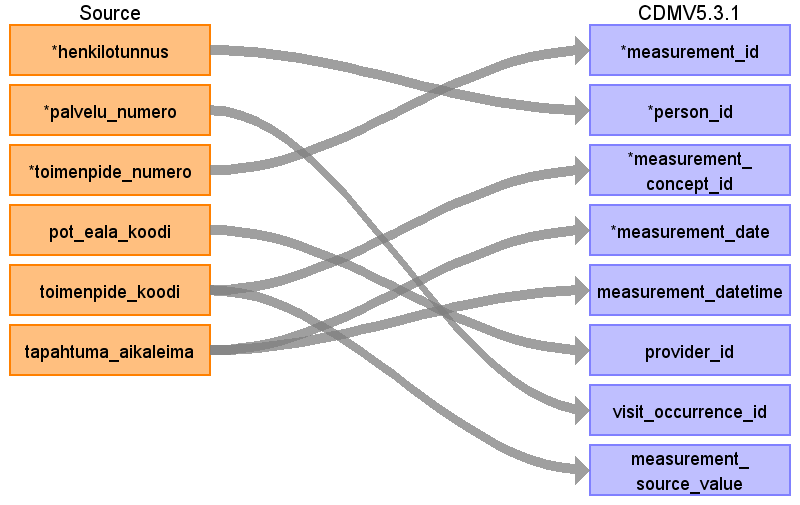 Source
CDMV5.3.1
*henkilotunnus
*measurement_id
*palvelu_numero
*person_id
*toimenpide_numero
*measurement_
concept_id
pot_eala_koodi
*measurement_date
toimenpide_koodi
measurement_datetime
tapahtuma_aikaleima
provider_id
visit_occurrence_id
measurement_
source_value